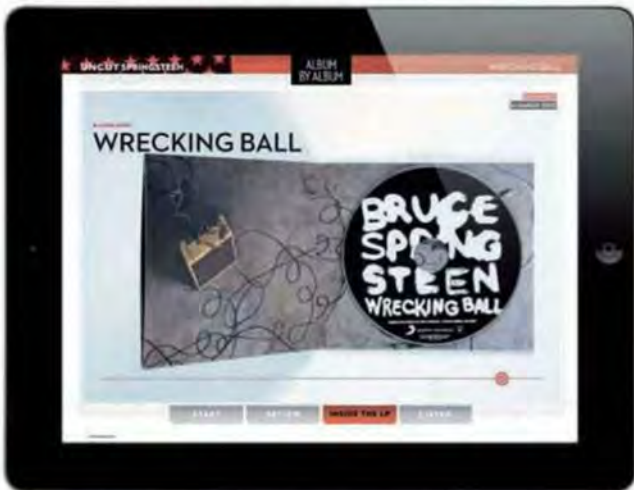 UNCUT SPRINGSTEEN
ALBUM
BY ALBUM
WRECKING BALL
WRECKING BALL
BRUCE
SPRING
STEEN
WRECKING BALL
START
REVIEW
INSIDE THE LP
LISTEN